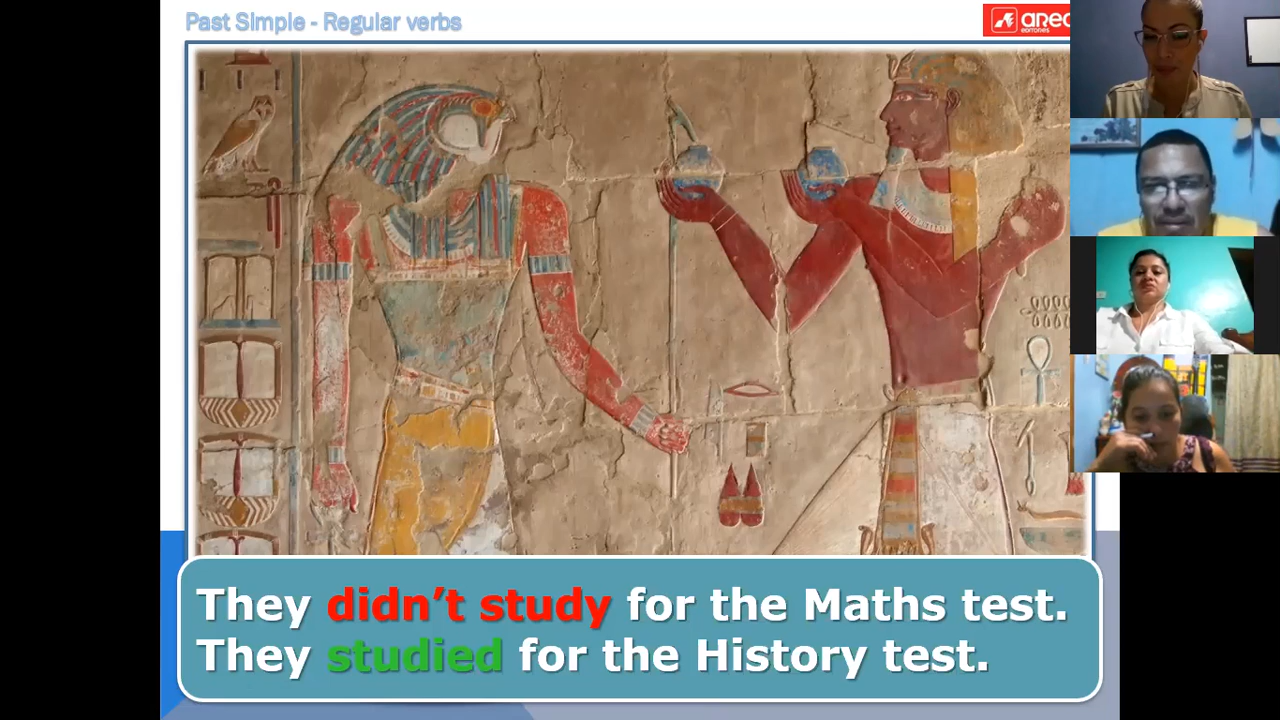 Past Simple - Regular verbs
They didn't study for the Maths test.
They studied for the History test.